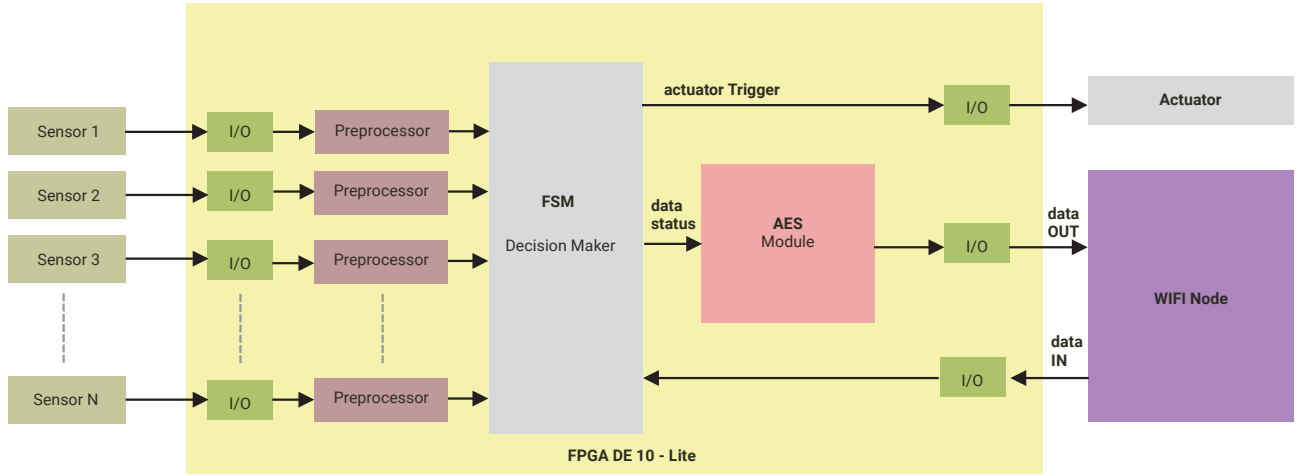 actuator Trigger
I/O
Actuator
Sensor 1
I/O
Preprocessor
Sensor 2
I/O
Preprocessor
FSM
Decision Maker
data
status
AES
Module
I/O
data
OUT
Sensor 3
I/O
Preprocessor
WIFI Node
data
IN
I/O
Sensor N
I/O
Preprocessor
FPGA DE 10 - Lite